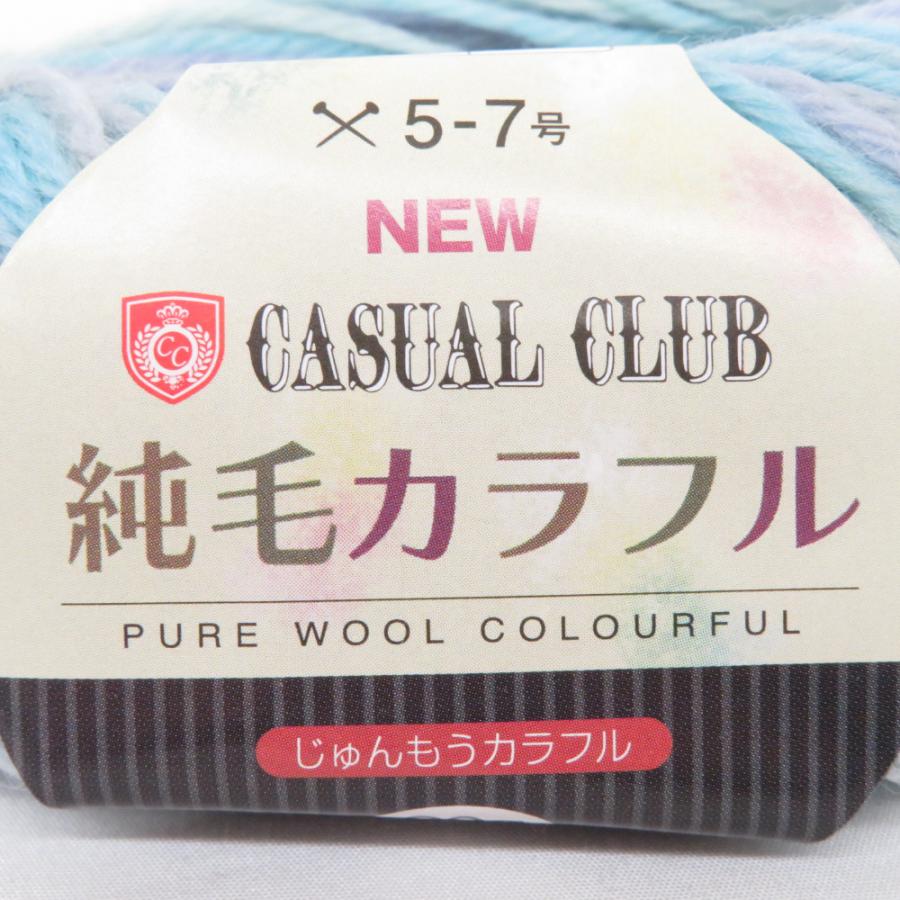 5-7号
NEW
CC CASUAL CLUB
純毛カラフル
PURE WOOL COLOURFUL
じゅんもうカラフル